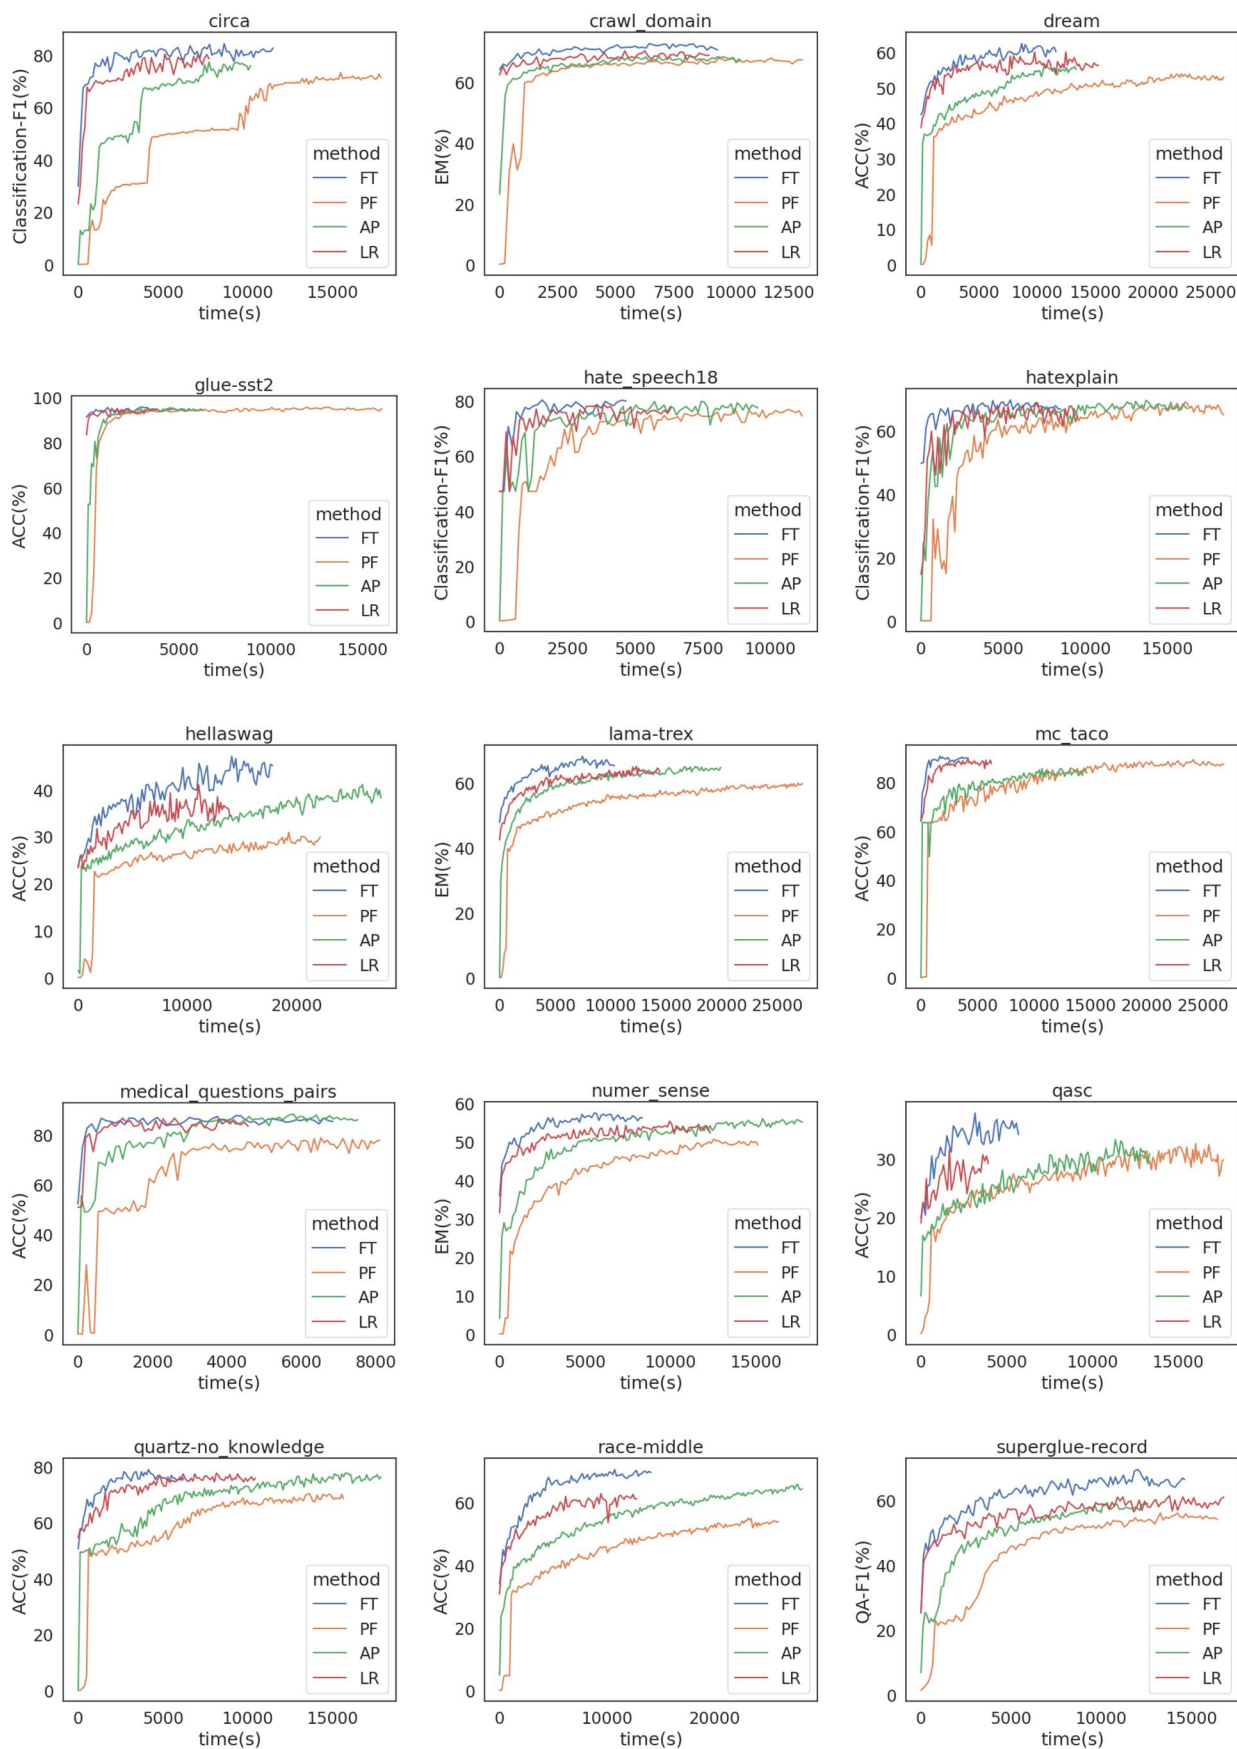 circa
Classification-F1(%)
80
60
40
20
0
method
FT
PF
AP
LR
0 5000 10000 15000
time(s)
crawl_domain
EM(%)
60
40
20
0
method
FT
PF
AP
LR
0 2500 5000 7500 10000 12500
time(s)
dream
ACC(%)
60
50
40
30
20
10
0
method
FT
PF
AP
LR
0 5000 10000 15000 20000 25000
time(s)
glue-sst2
ACC(%)
100
80
60
40
20
0
method
FT
PF
AP
LR
0 5000 10000 15000
time(s)
hate_speech18
Classification-F1(%)
80
60
40
20
0
method
FT
PF
AP
LR
0 2500 5000 7500 10000
time(s)
hatexplain
Classification-F1(%)
60
40
20
0
method
FT
PF
AP
LR
0 5000 10000 15000
time(s)
hellaswag
ACC(%)
40
30
20
10
0
method
FT
PF
AP
LR
0 10000 20000
time(s)
lama-trex
EM(%)
60
40
20
0
method
FT
PF
AP
LR
0 5000 10000 15000 20000 25000
time(s)
mc_taco
ACC(%)
80
60
40
20
0
method
FT
PF
AP
LR
0 5000 10000 15000 20000 25000
time(s)
medical_questions_pairs
ACC(%)
80
60
40
20
0
method
FT
PF
AP
LR
0 2000 4000 6000 8000
time(s)
numer_sense
EM(%)
60
50
40
30
20
10
0
method
FT
PF
AP
LR
0 5000 10000 15000
time(s)
qasc
ACC(%)
30
20
10
0
method
FT
PF
AP
LR
0 5000 10000 15000
time(s)
quartz-no_knowledge
ACC(%)
80
60
40
20
0
method
FT
PF
AP
LR
0 5000 10000 15000
time(s)
race-middle
ACC(%)
60
40
20
0
method
FT
PF
AP
LR
0 10000 20000
time(s)
superglue-record
QA-F1(%)
60
40
20
0
method
FT
PF
AP
LR
0 5000 10000 15000
time(s)